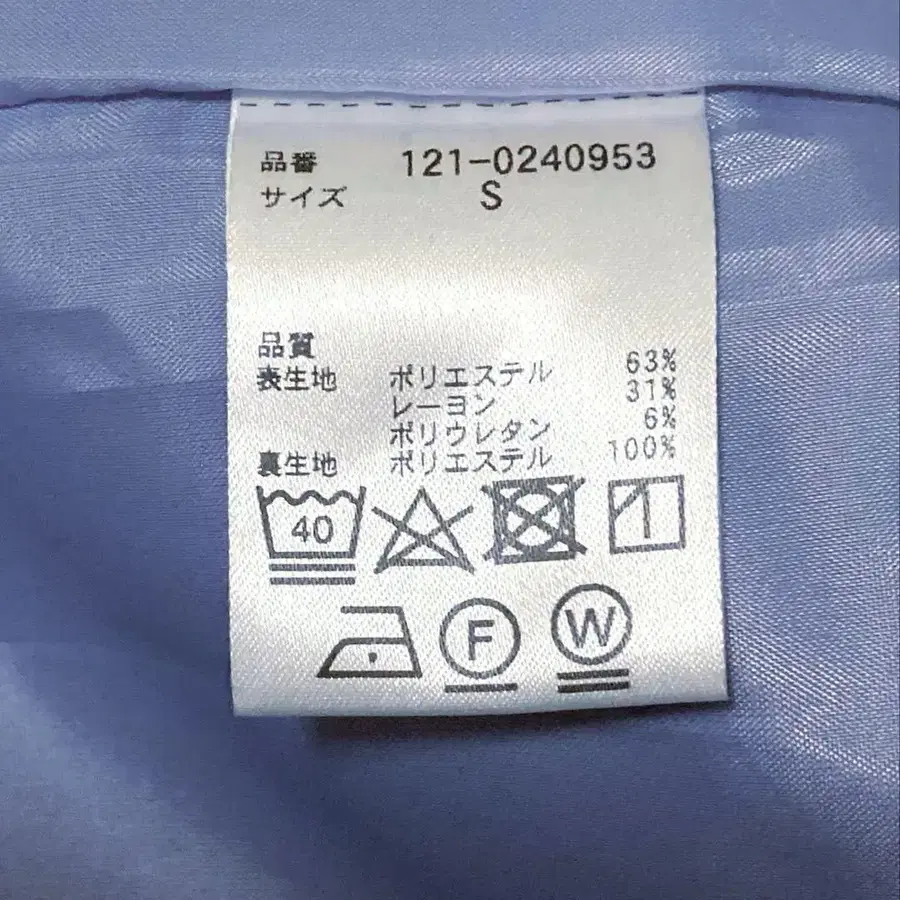 品番 121-0240953
サイズ S
品質
表生地 ポリエステル 63%
レーヨン 31%
ポリウレタン 6%
裏生地 ポリエステル 100%
40
F W